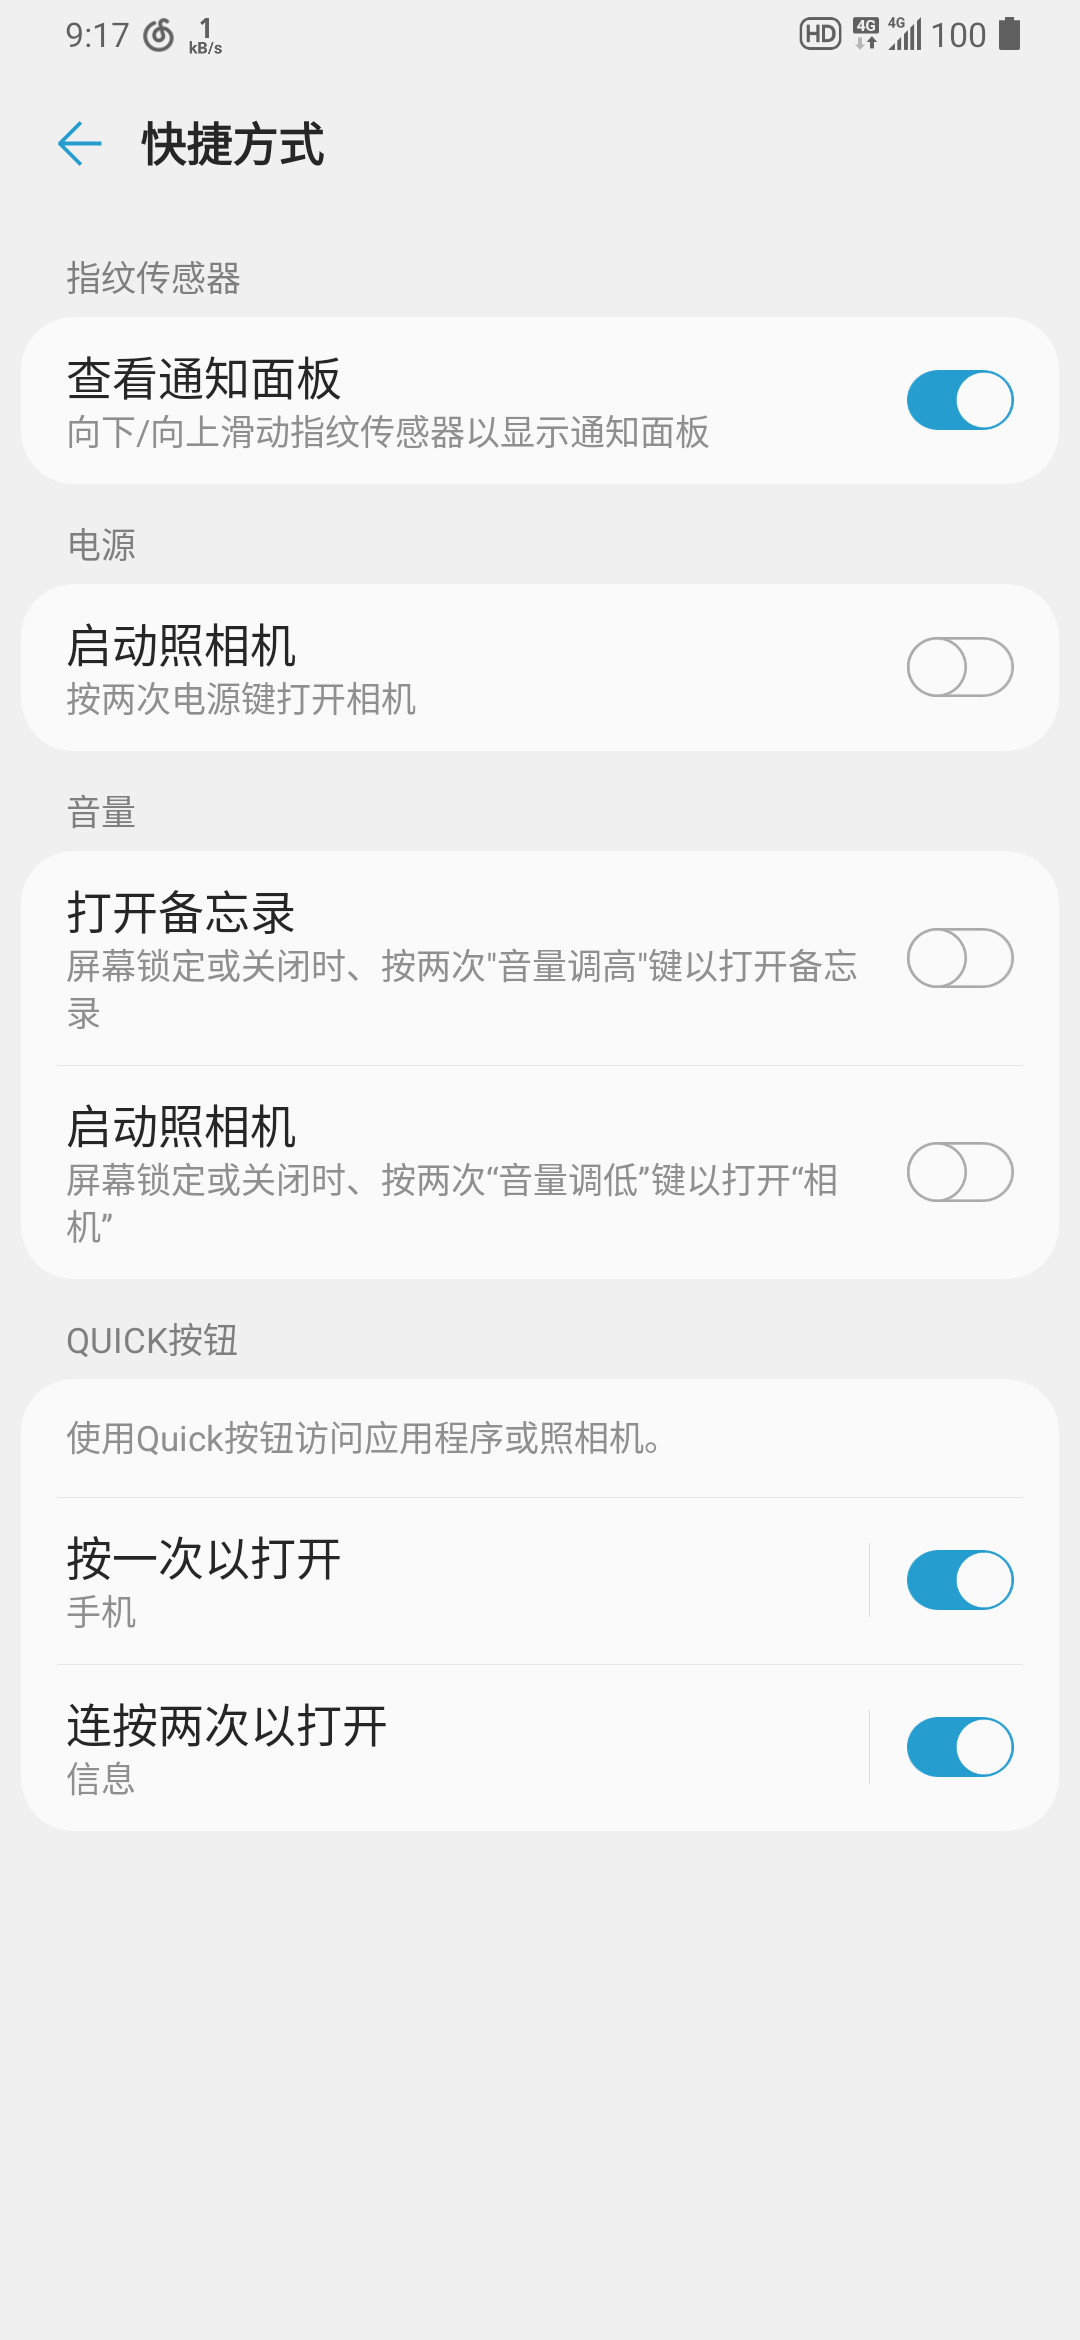 9:17 1 kB/s HD 4G 4G 100
快捷方式
指纹传感器
查看通知面板
向下/向上滑动指纹传感器以显示通知面板
电源
启动照相机
按两次电源键打开相机
音量
打开备忘录
屏幕锁定或关闭时、按两次"音量调高"键以打开备忘
录
启动照相机
屏幕锁定或关闭时、按两次“音量调低”键以打开“相
机”
QUICK按钮
使用Quick按钮访问应用程序或照相机。
按一次以打开
手机
连按两次以打开
信息